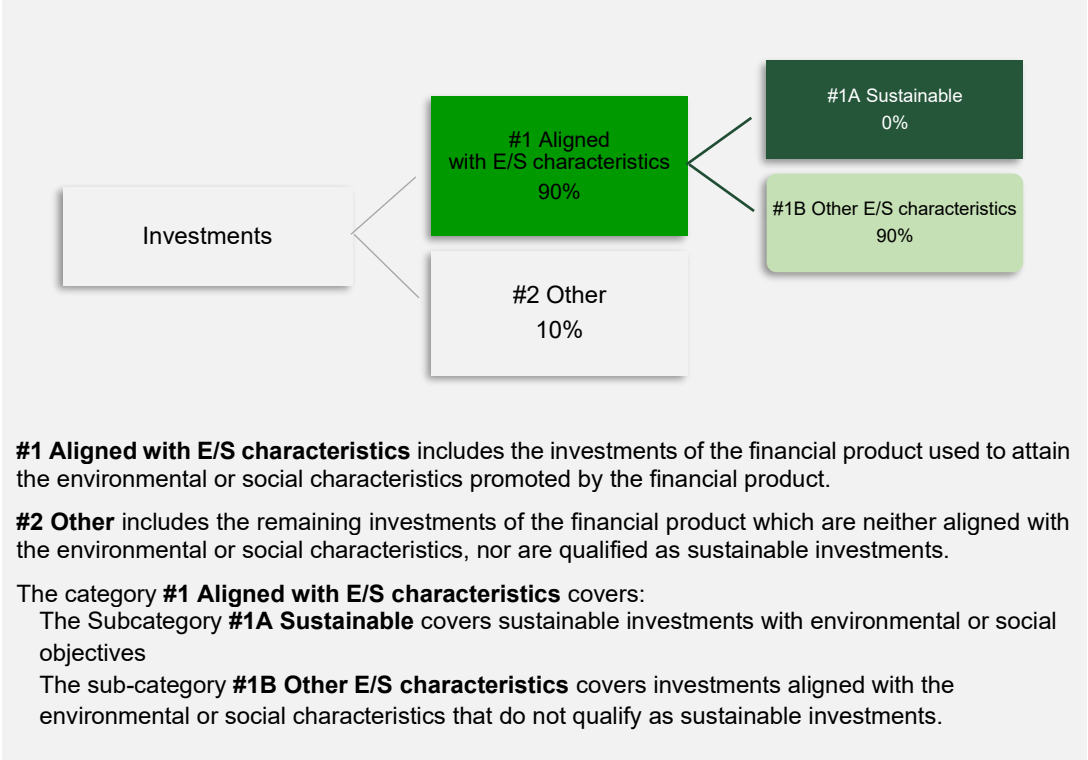 #1A Sustainable
0%
#1 Aligned
with E/S characteristics
90%
#1B Other E/S characteristics
90%
Investments
#2 Other
10%
#1 Aligned with E/S characteristics includes the investments of the financial product used to attain
the environmental or social characteristics promoted by the financial product.
#2 Other includes the remaining investments of the financial product which are neither aligned with
the environmental or social characteristics, nor are qualified as sustainable investments.
The category #1 Aligned with E/S characteristics covers:
The Subcategory #1A Sustainable covers sustainable investments with environmental or social
objectives
The sub-category #1B Other E/S characteristics covers investments aligned with the
environmental or social characteristics that do not qualify as sustainable investments.